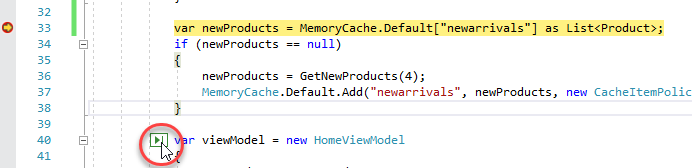 32
33 var newProducts = MemoryCache.Default["newarrivals"] as List<Product>;
34 if (newProducts == null)
35 {
36 newProducts = GetNewProducts(4);
37 MemoryCache.Default.Add("newarrivals", newProducts, new CacheItemPolic
38 }
39
40 var viewModel = new HomeViewModel
41 {